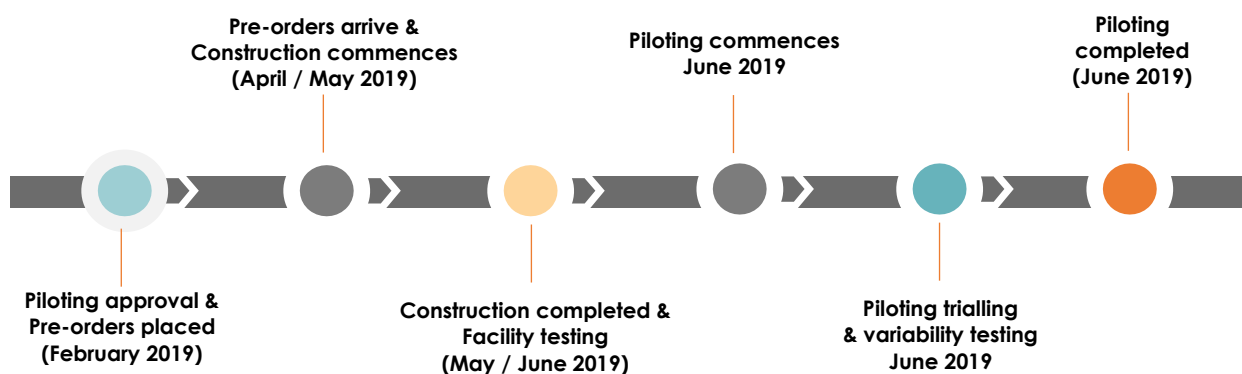 Piloting approval &
Pre-orders placed
(February 2019)
Pre-orders arrive &
Construction commences
(April / May 2019)
Construction completed &
Facility testing
(May / June 2019)
Piloting commences
June 2019
Piloting trialling
& variability testing
June 2019
Piloting
completed
(June 2019)